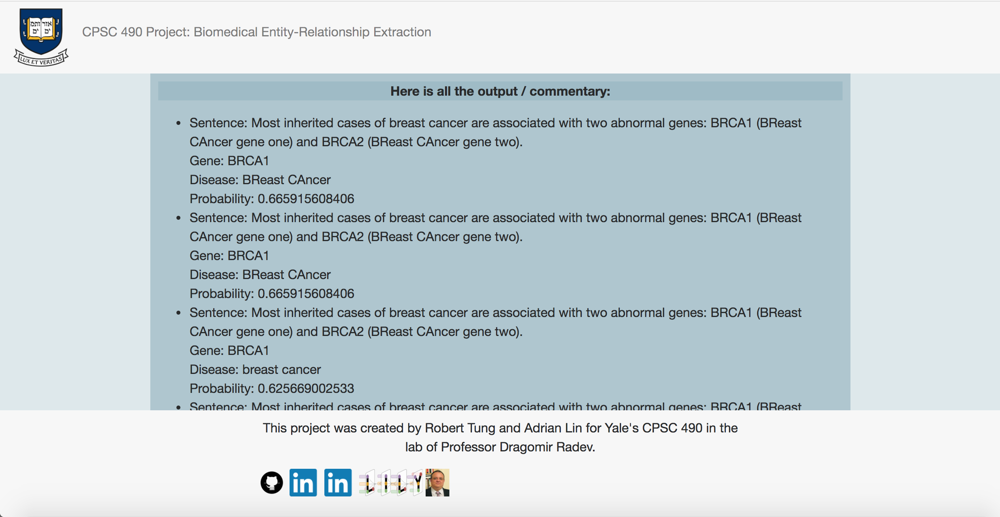 אורים ותמים
LUX ET VERITAS
CPSC 490 Project: Biomedical Entity-Relationship Extraction
Here is all the output / commentary:
• Sentence: Most inherited cases of breast cancer are associated with two abnormal genes: BRCA1 (BReast
CAncer gene one) and BRCA2 (BReast CAncer gene two).
Gene: BRCA1
Disease: BReast CAncer
Probability: 0.665915608406
• Sentence: Most inherited cases of breast cancer are associated with two abnormal genes: BRCA1 (BReast
CAncer gene one) and BRCA2 (BReast CAncer gene two).
Gene: BRCA1
Disease: BReast CAncer
Probability: 0.665915608406
• Sentence: Most inherited cases of breast cancer are associated with two abnormal genes: BRCA1 (BReast
CAncer gene one) and BRCA2 (BReast CAncer gene two).
Gene: BRCA1
Disease: breast cancer
Probability: 0.625669002533
• Sentence: Most inherited cases of breast cancer are associated with two abnormal genes: BRCA1 (BReast
This project was created by Robert Tung and Adrian Lin for Yale's CPSC 490 in the
lab of Professor Dragomir Radev.
in in LILY